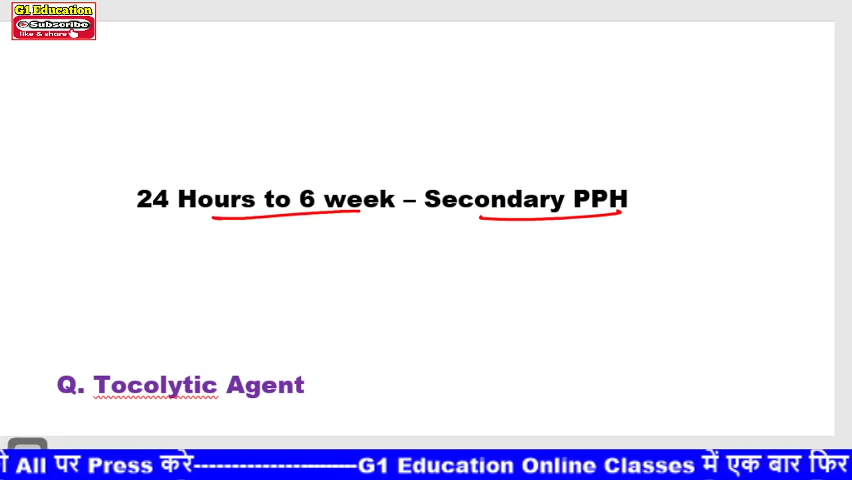 G1 Education
Subscribe
like & share
24 Hours to 6 week – Secondary PPH
Q. Tocolytic Agent
All पर Press करे----------------------G1 Education Online Classes में एक बार फिर